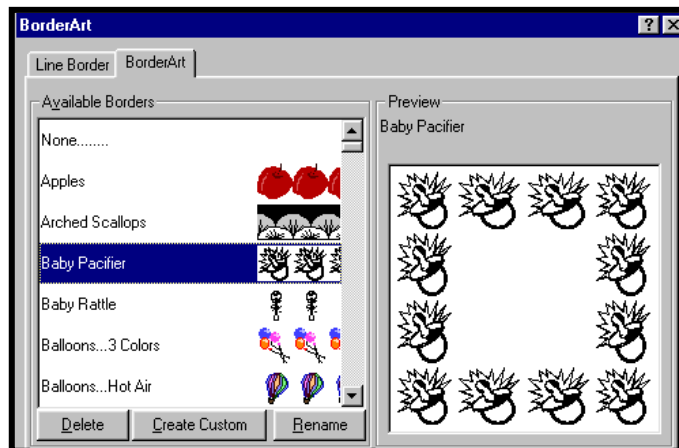 BorderArt
Line Border BorderArt
Available Borders
None........
Apples
Arched Scallops
Baby Pacifier
Baby Rattle
Balloons...3 Colors
Balloons...Hot Air
Delete Create Custom Rename
Preview
Baby Pacifier